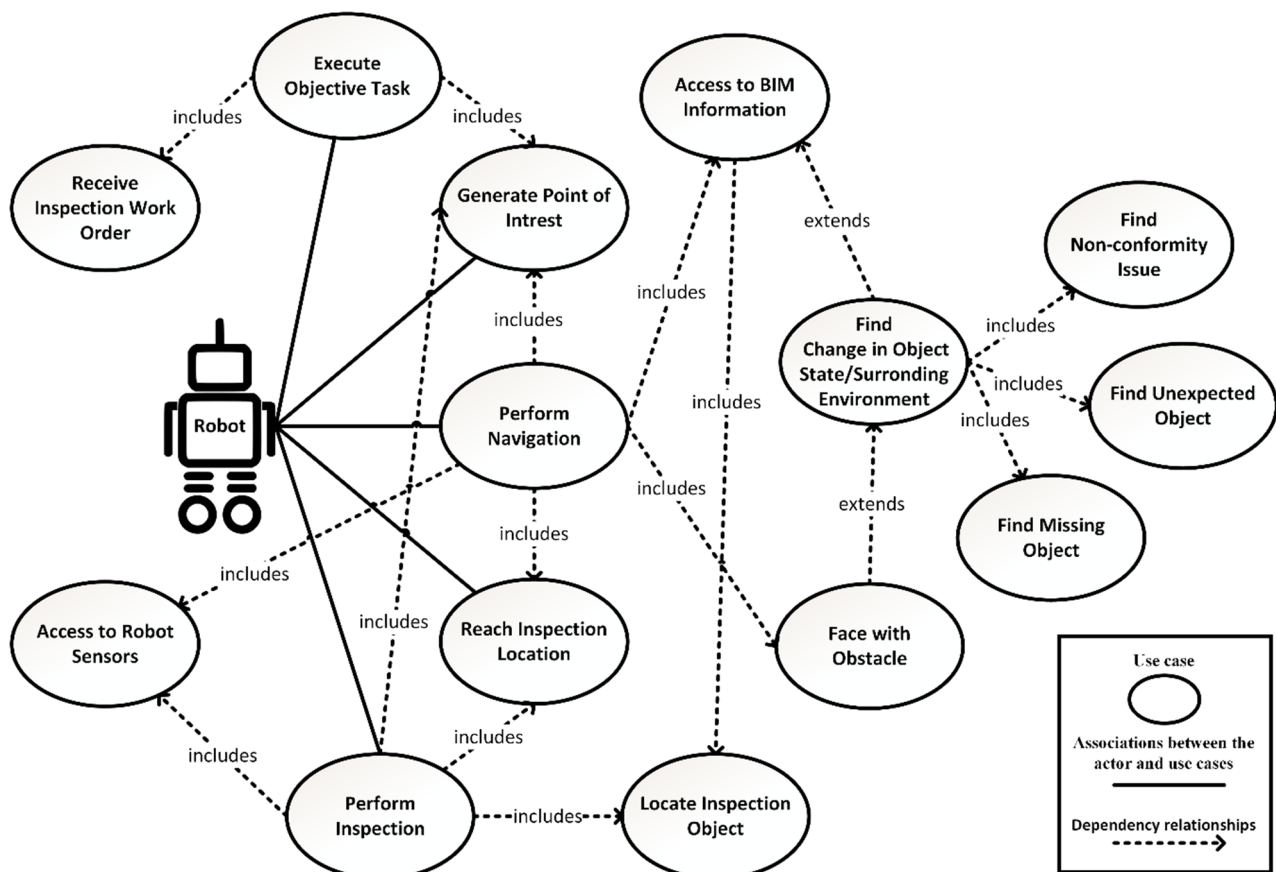 Execute
Objective Task
includes
includes
Receive
Inspection Work
Order
Generate Point of
Intrest
Access to BIM
Information
extends
includes
includes
includes
Find
Non-conformity
Issue
Find
Change in Object
State/Surronding
Environment
includes
includes
includes
Find Unexpected
Object
Find Missing
Object
Robot
Perform
Navigation
includes
includes
includes
extends
Access to Robot
Sensors
includes
Reach Inspection
Location
Face with
Obstacle
includes
includes
Perform
Inspection
includes
Locate Inspection
Object
Use case
Associations between the
actor and use cases
Dependency relationships